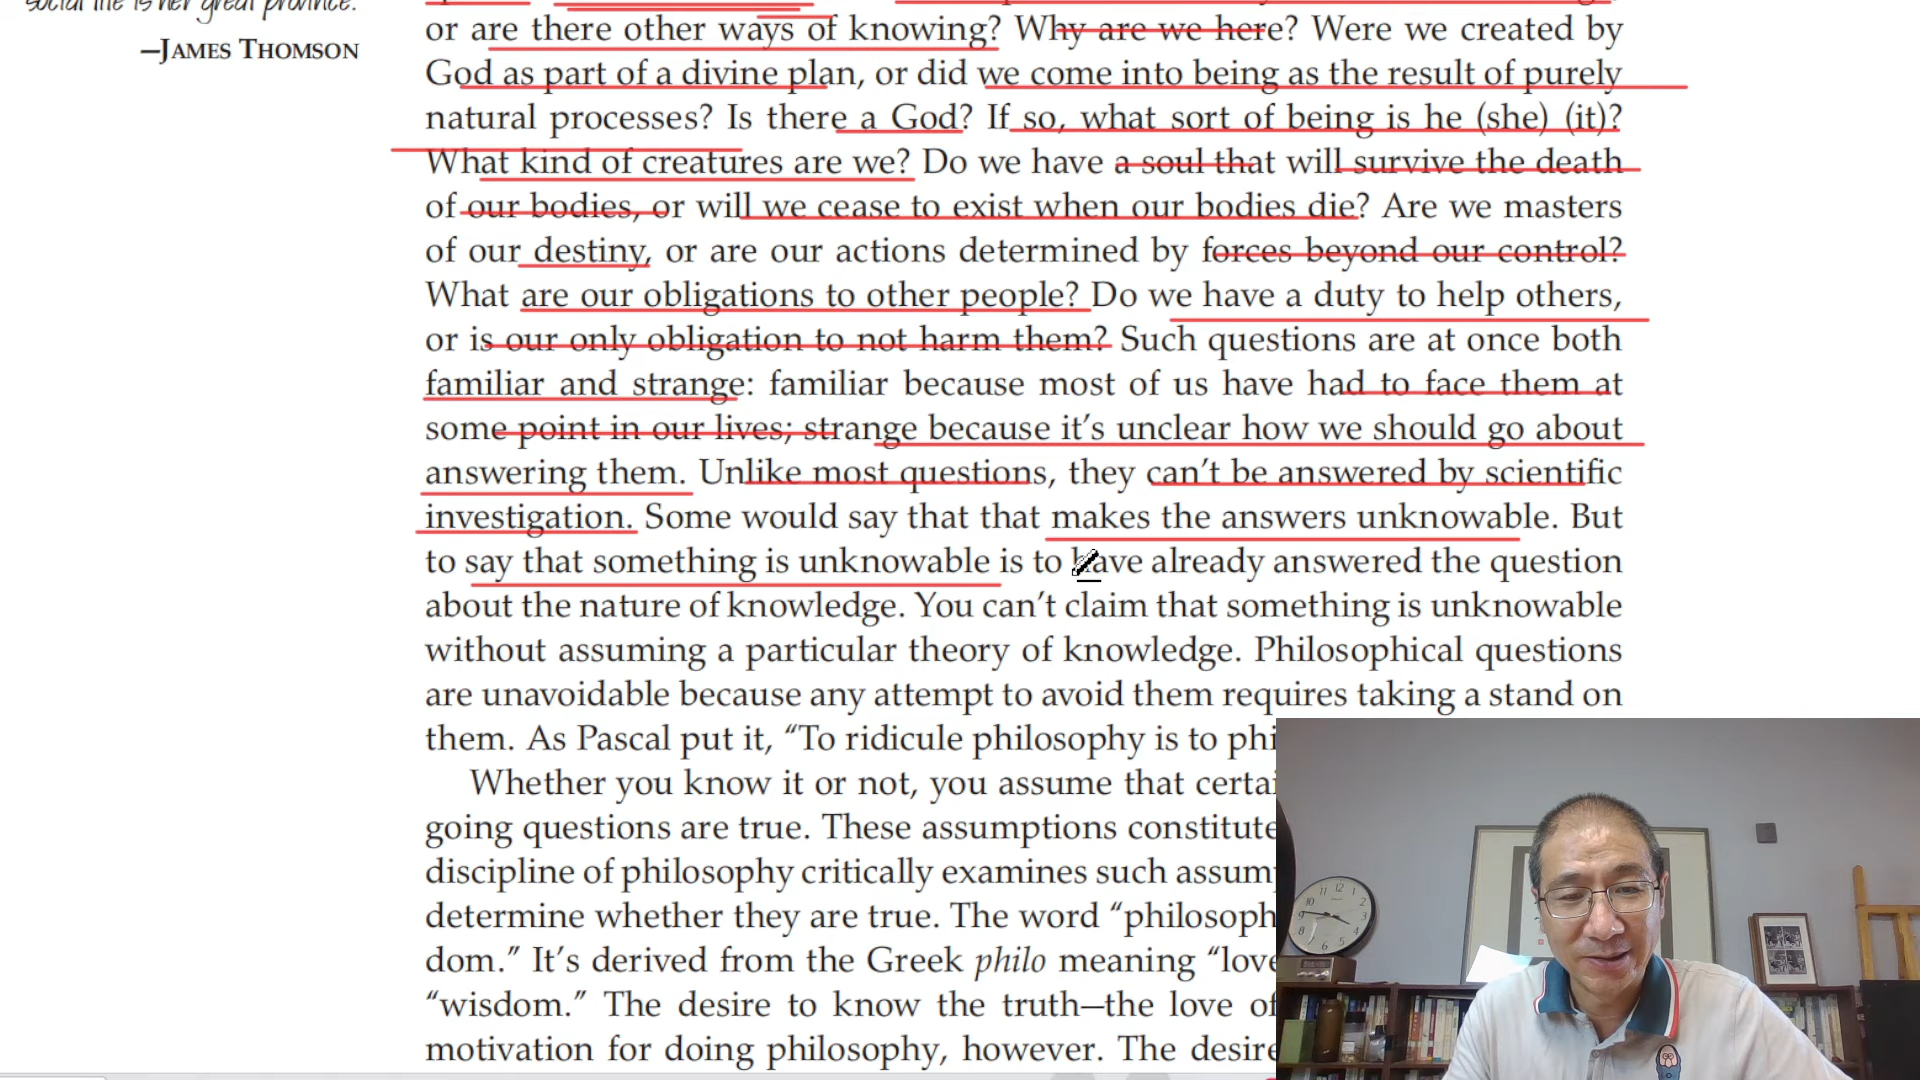 social life is her great province.
—JAMES THOMSON
or are there other ways of knowing? Why are we here? Were we created by
God as part of a divine plan, or did we come into being as the result of purely
natural processes? Is there a God? If so, what sort of being is he (she) (it)?
What kind of creatures are we? Do we have a soul that will survive the death
of our bodies, or will we cease to exist when our bodies die? Are we masters
of our destiny, or are our actions determined by forces beyond our control?
What are our obligations to other people? Do we have a duty to help others,
or is our only obligation to not harm them? Such questions are at once both
familiar and strange: familiar because most of us have had to face them at
some point in our lives; strange because it’s unclear how we should go about
answering them. Unlike most questions, they can’t be answered by scientific
investigation. Some would say that that makes the answers unknowable. But
to say that something is unknowable is to have already answered the question
about the nature of knowledge. You can’t claim that something is unknowable
without assuming a particular theory of knowledge. Philosophical questions
are unavoidable because any attempt to avoid them requires taking a stand on
them. As Pascal put it, “To ridicule philosophy is to phi
Whether you know it or not, you assume that certai
going questions are true. These assumptions constitute
discipline of philosophy critically examines such assum
determine whether they are true. The word “philosoph
dom.” It’s derived from the Greek philo meaning “love
“wisdom.” The desire to know the truth—the love of
motivation for doing philosophy, however. The desire